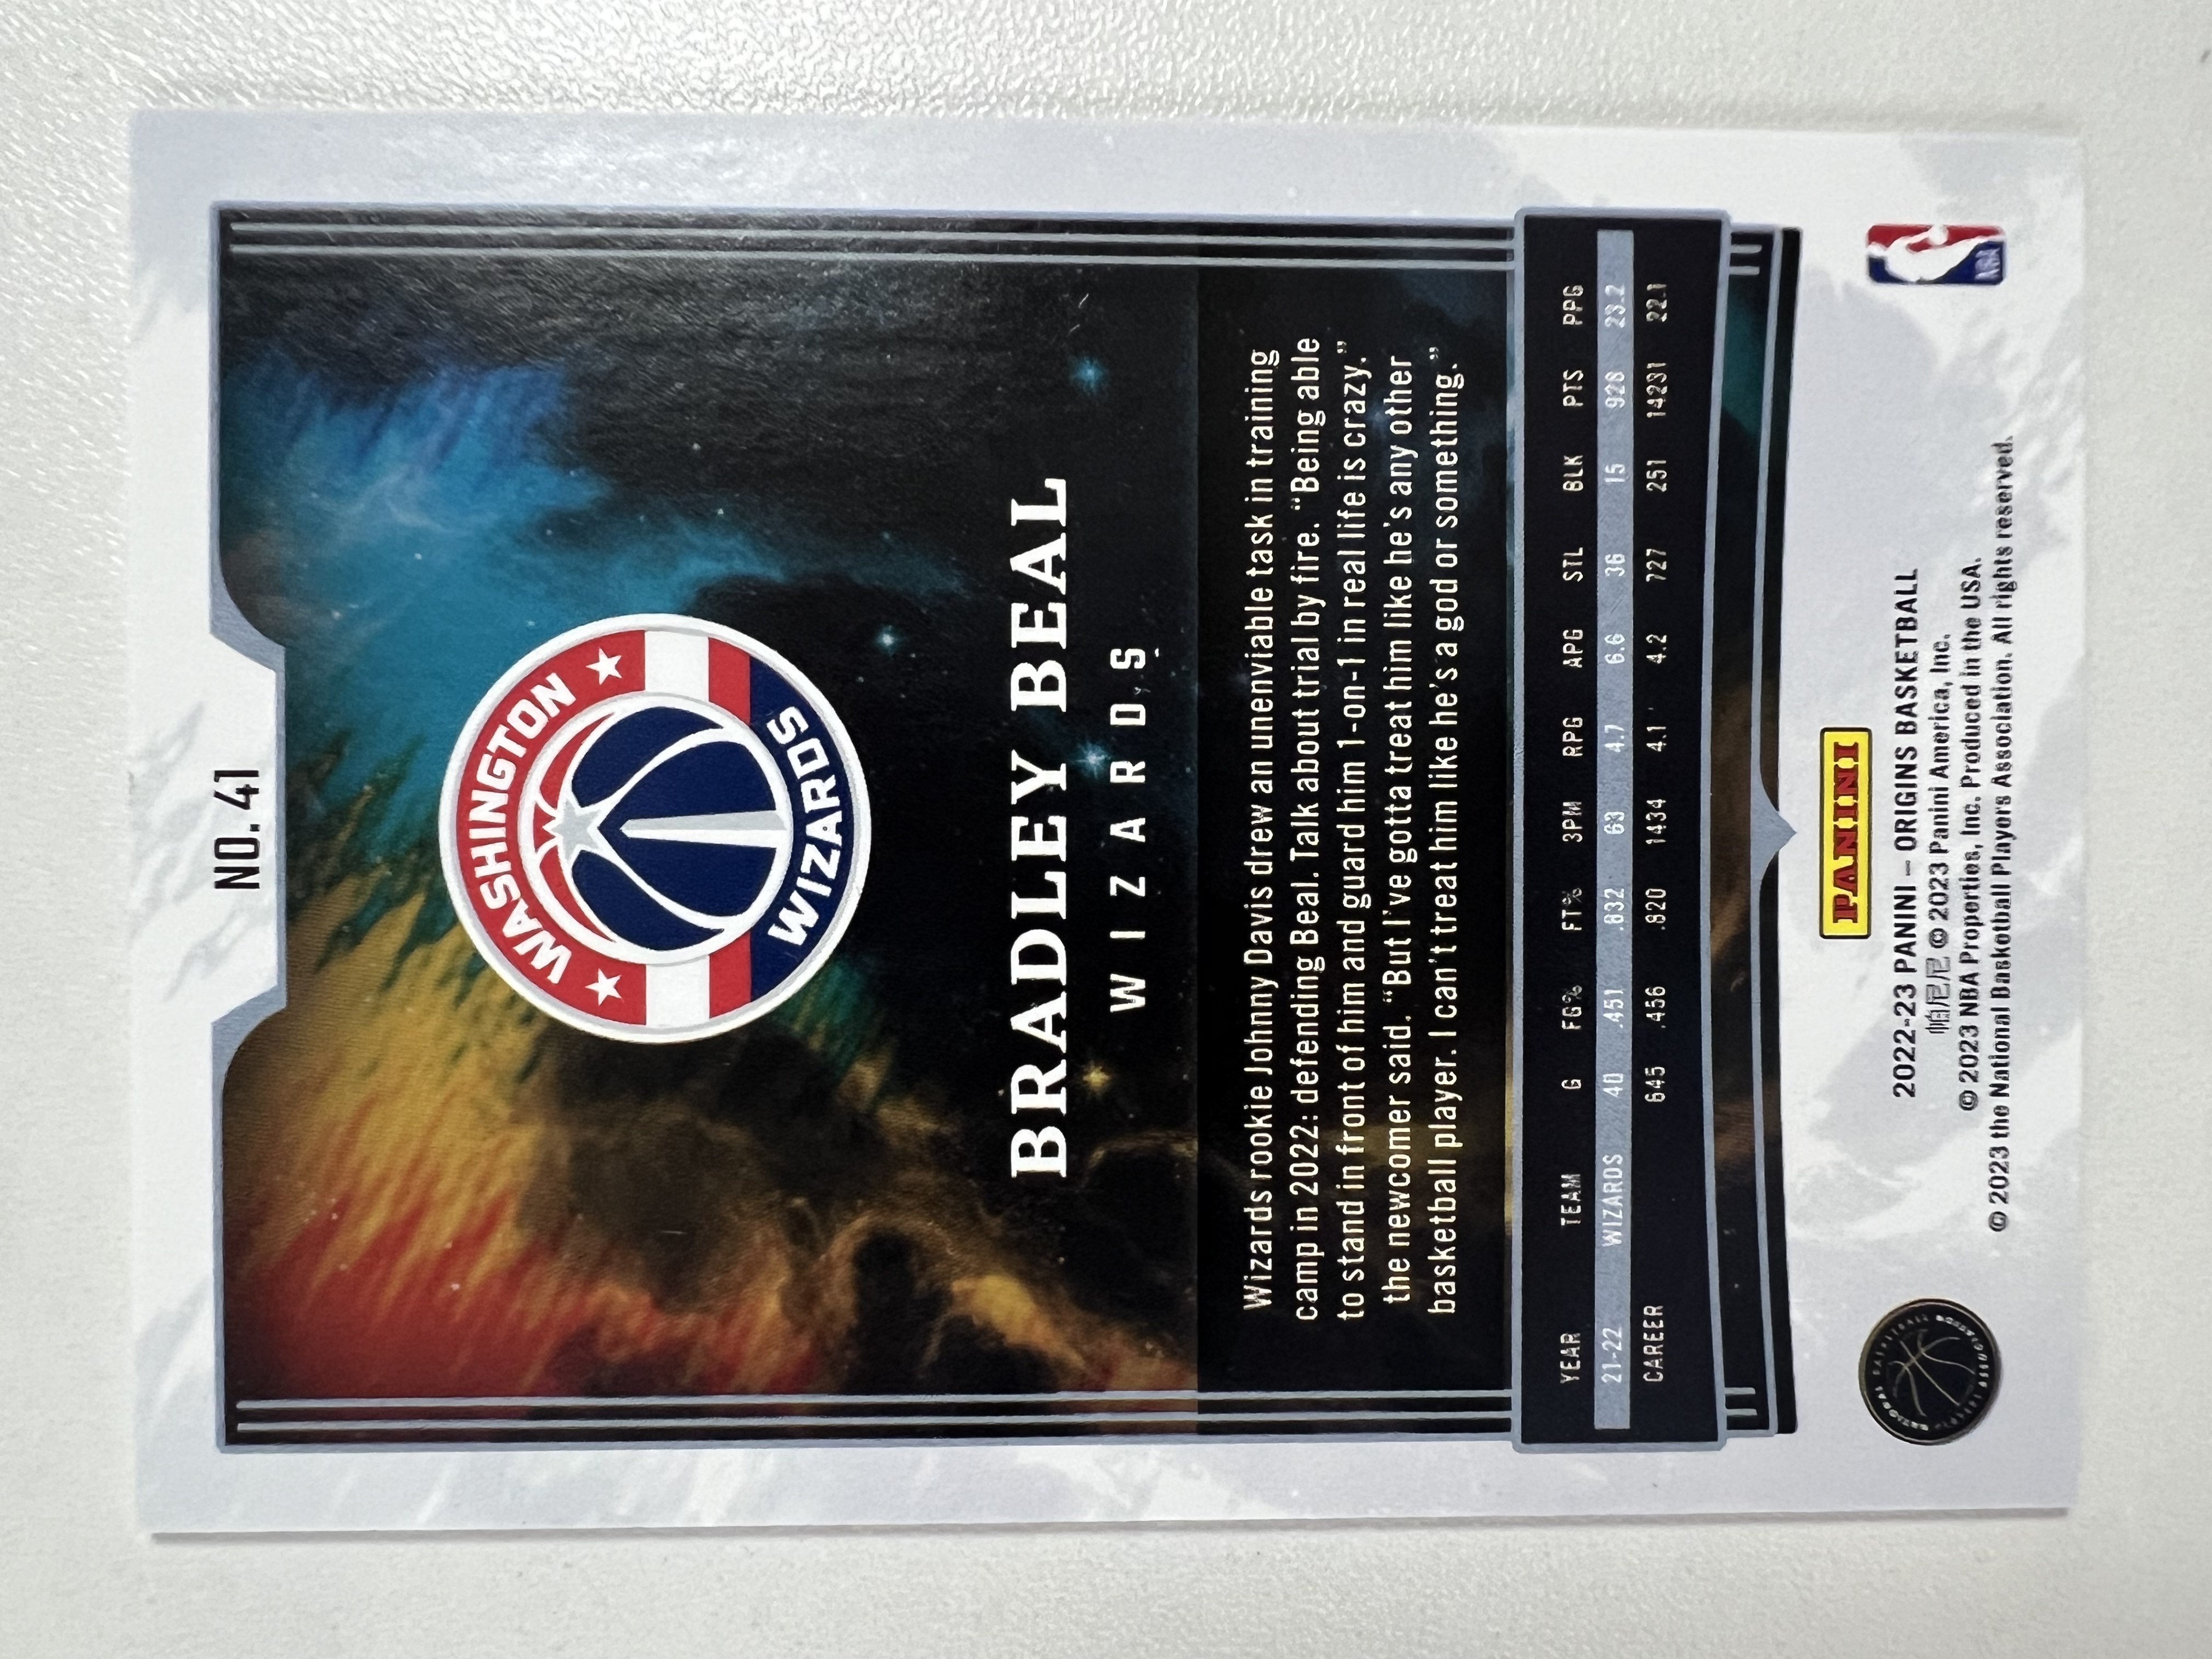 NO. 41
WASHINGTON
WIZARDS
BRADLEY BEAL
WIZARDS
Wizards rookie Johnny Davis drew an unenviable task in training
camp in 2022: defending Beal. Talk about trial by fire. “Being able
to stand in front of him and guard him 1-on-1 in real life is crazy,”
the newcomer said. “But I’ve gotta treat him like he’s any other
basketball player. I can’t treat him like he’s a god or something.”
YEAR TEAM G FG% FT% 3PM RPG APG STL BLK PTS PPG
21-22 WIZARDS 40 .451 .832 63 4.7 6.6 36 15 928 23.2
CAREER 645 .456 .820 1434 4.1 4.2 727 251 14231 22.1
PANINI
2022-23 PANINI – ORIGINS BASKETBALL
帕尼尼 © 2023 Panini America, Inc.
© 2023 NBA Properties, Inc. Produced in the USA.
© 2023 the National Basketball Players Association. All rights reserved.
NBA